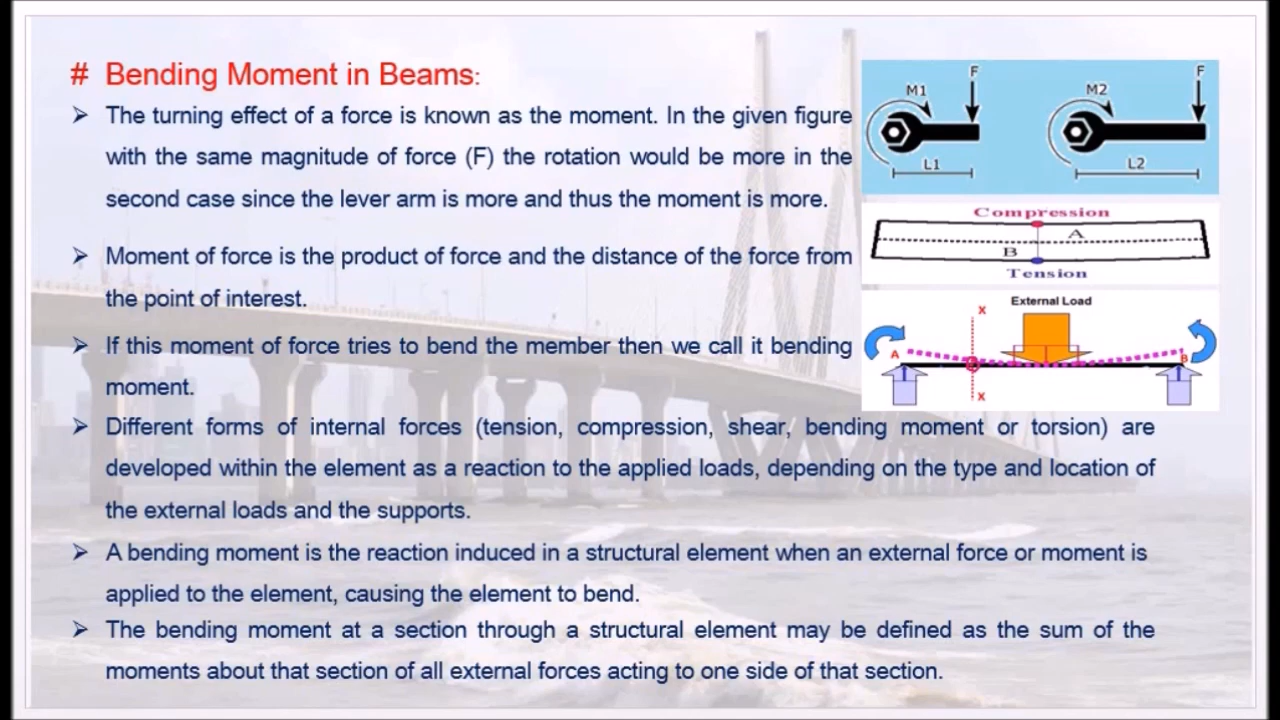 # Bending Moment in Beams:
➢ The turning effect of a force is known as the moment. In the given figure
with the same magnitude of force (F) the rotation would be more in the
second case since the lever arm is more and thus the moment is more.
➢ Moment of force is the product of force and the distance of the force from
the point of interest.
➢ If this moment of force tries to bend the member then we call it bending
moment.
➢ Different forms of internal forces (tension, compression, shear, bending moment or torsion) are
developed within the element as a reaction to the applied loads, depending on the type and location of
the external loads and the supports.
➢ A bending moment is the reaction induced in a structural element when an external force or moment is
applied to the element, causing the element to bend.
➢ The bending moment at a section through a structural element may be defined as the sum of the
moments about that section of all external forces acting to one side of that section.
M1 F M2 F
L1 L2
Compression
A
B
Tension
External Load
X
A B
X